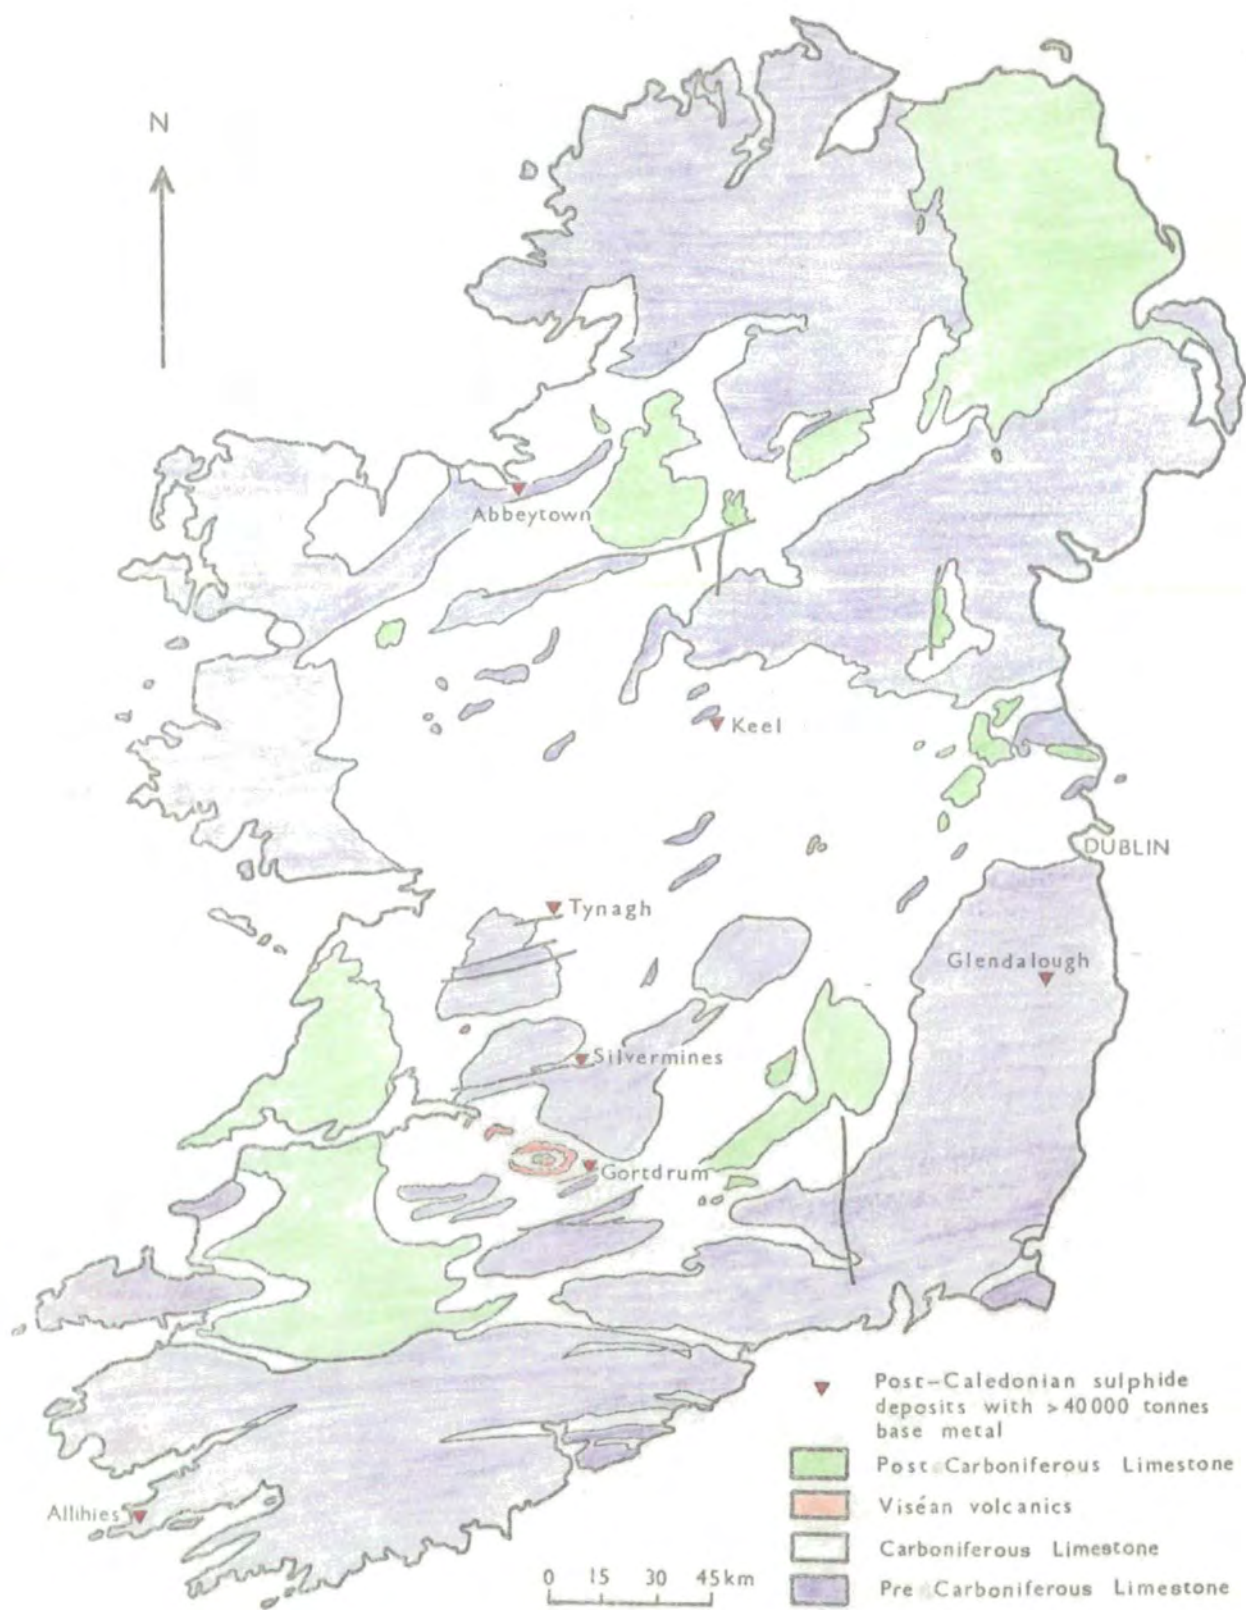 N
Abbeytown
Keel
DUBLIN
Tynagh
Glendalough
Silvermines
Gortdrum
Allihies
Post-Caledonian sulphide
deposits with >40000 tonnes
base metal
Post Carboniferous Limestone
Viséan volcanics
Carboniferous Limestone
Pre Carboniferous Limestone
0 15 30 45km